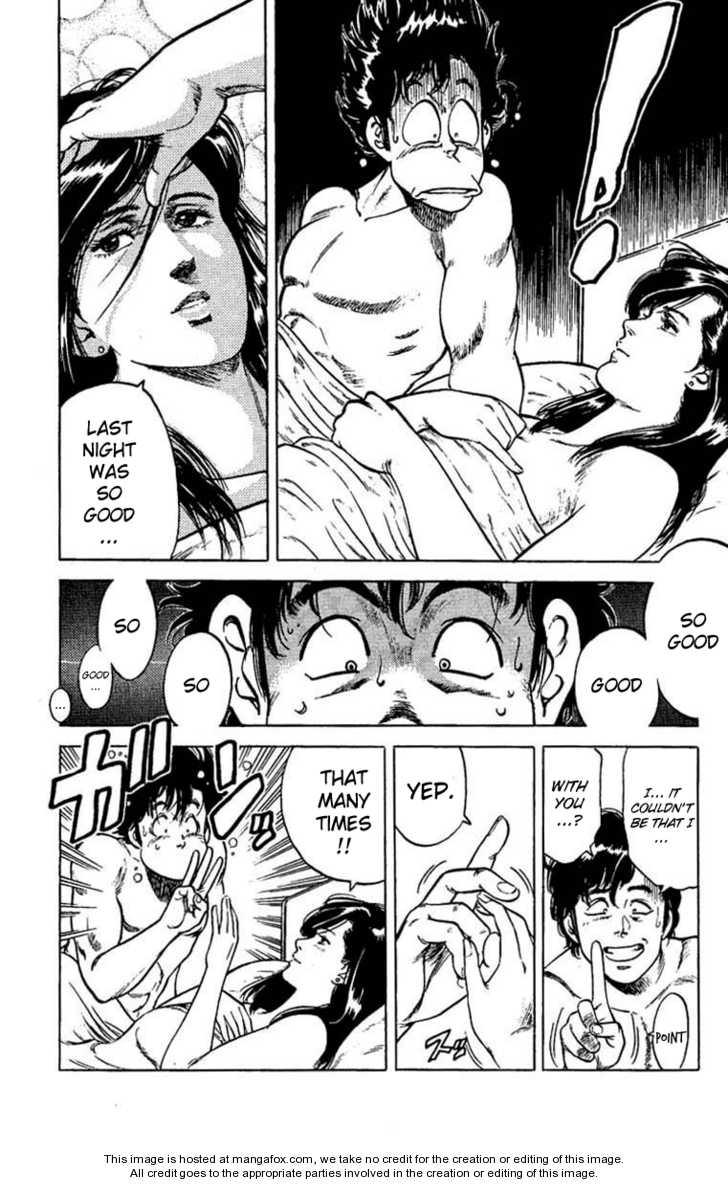 !
LAST
NIGHT
WAS
SO
GOOD
...
SO
GOOD
GOOD
SO
SO
GOOD
...
...
I... IT
COULDN'T
BE THAT I
...
WITH
YOU
...?
POINT
YEP.
スッ
THAT
MANY
TIMES
!!
This image is hosted at mangafox.com, we take no credit for the creation or editing of this image.
All credit goes to the appropriate parties involved in the creation or editing of this image.